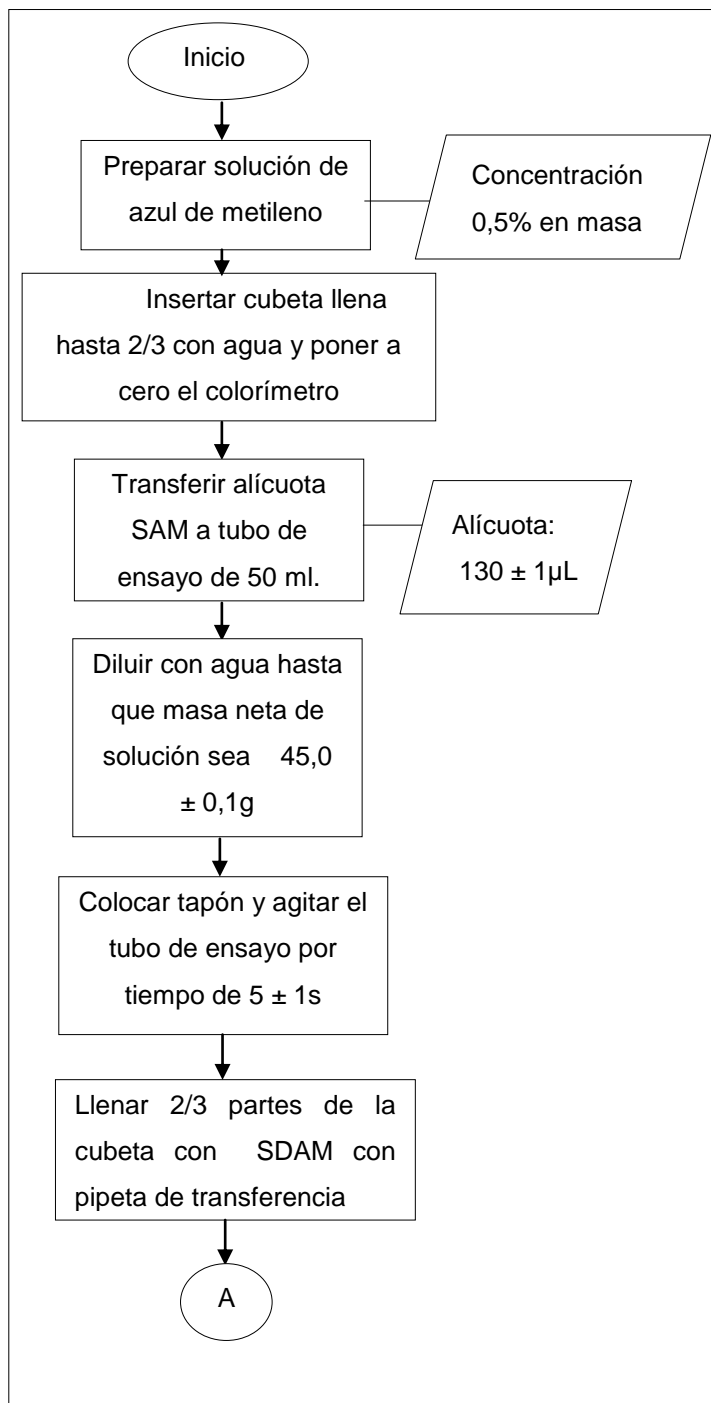 Inicio
Preparar solución de
azul de metileno
Concentración
0,5% en masa
Insertar cubeta llena
hasta 2/3 con agua y poner a
cero el colorímetro
Transferir alícuota
SAM a tubo de
ensayo de 50 ml.
Alícuota:
130 ± 1µL
Diluir con agua hasta
que masa neta de
solución sea 45,0
± 0,1g
Colocar tapón y agitar el
tubo de ensayo por
tiempo de 5 ± 1s
Llenar 2/3 partes de la
cubeta con SDAM con
pipeta de transferencia
A